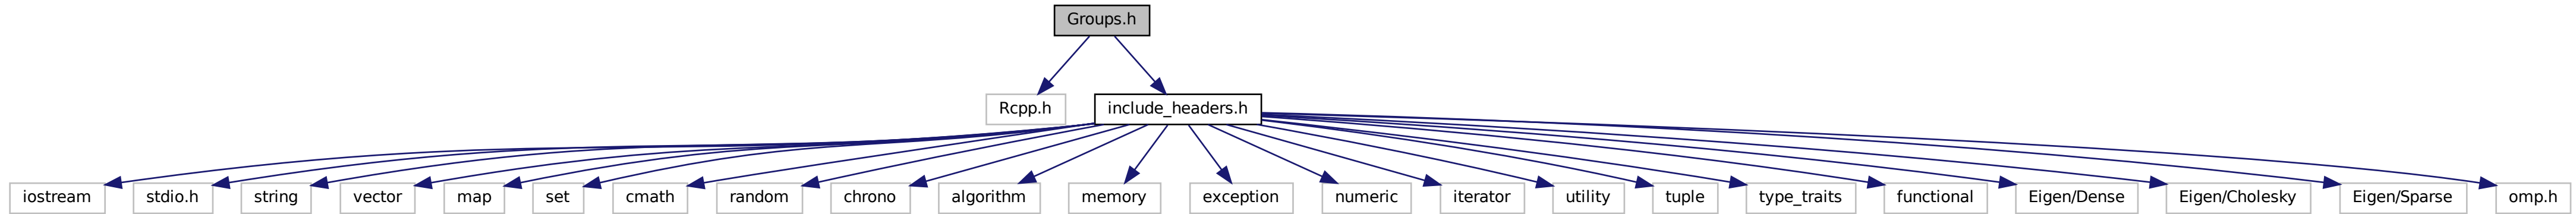 Groups.h
Rcpp.h
include_headers.h
iostream
stdio.h
string
vector
map
set
cmath
random
chrono
algorithm
memory
exception
numeric
iterator
utility
tuple
type_traits
functional
Eigen/Dense
Eigen/Cholesky
Eigen/Sparse
omp.h